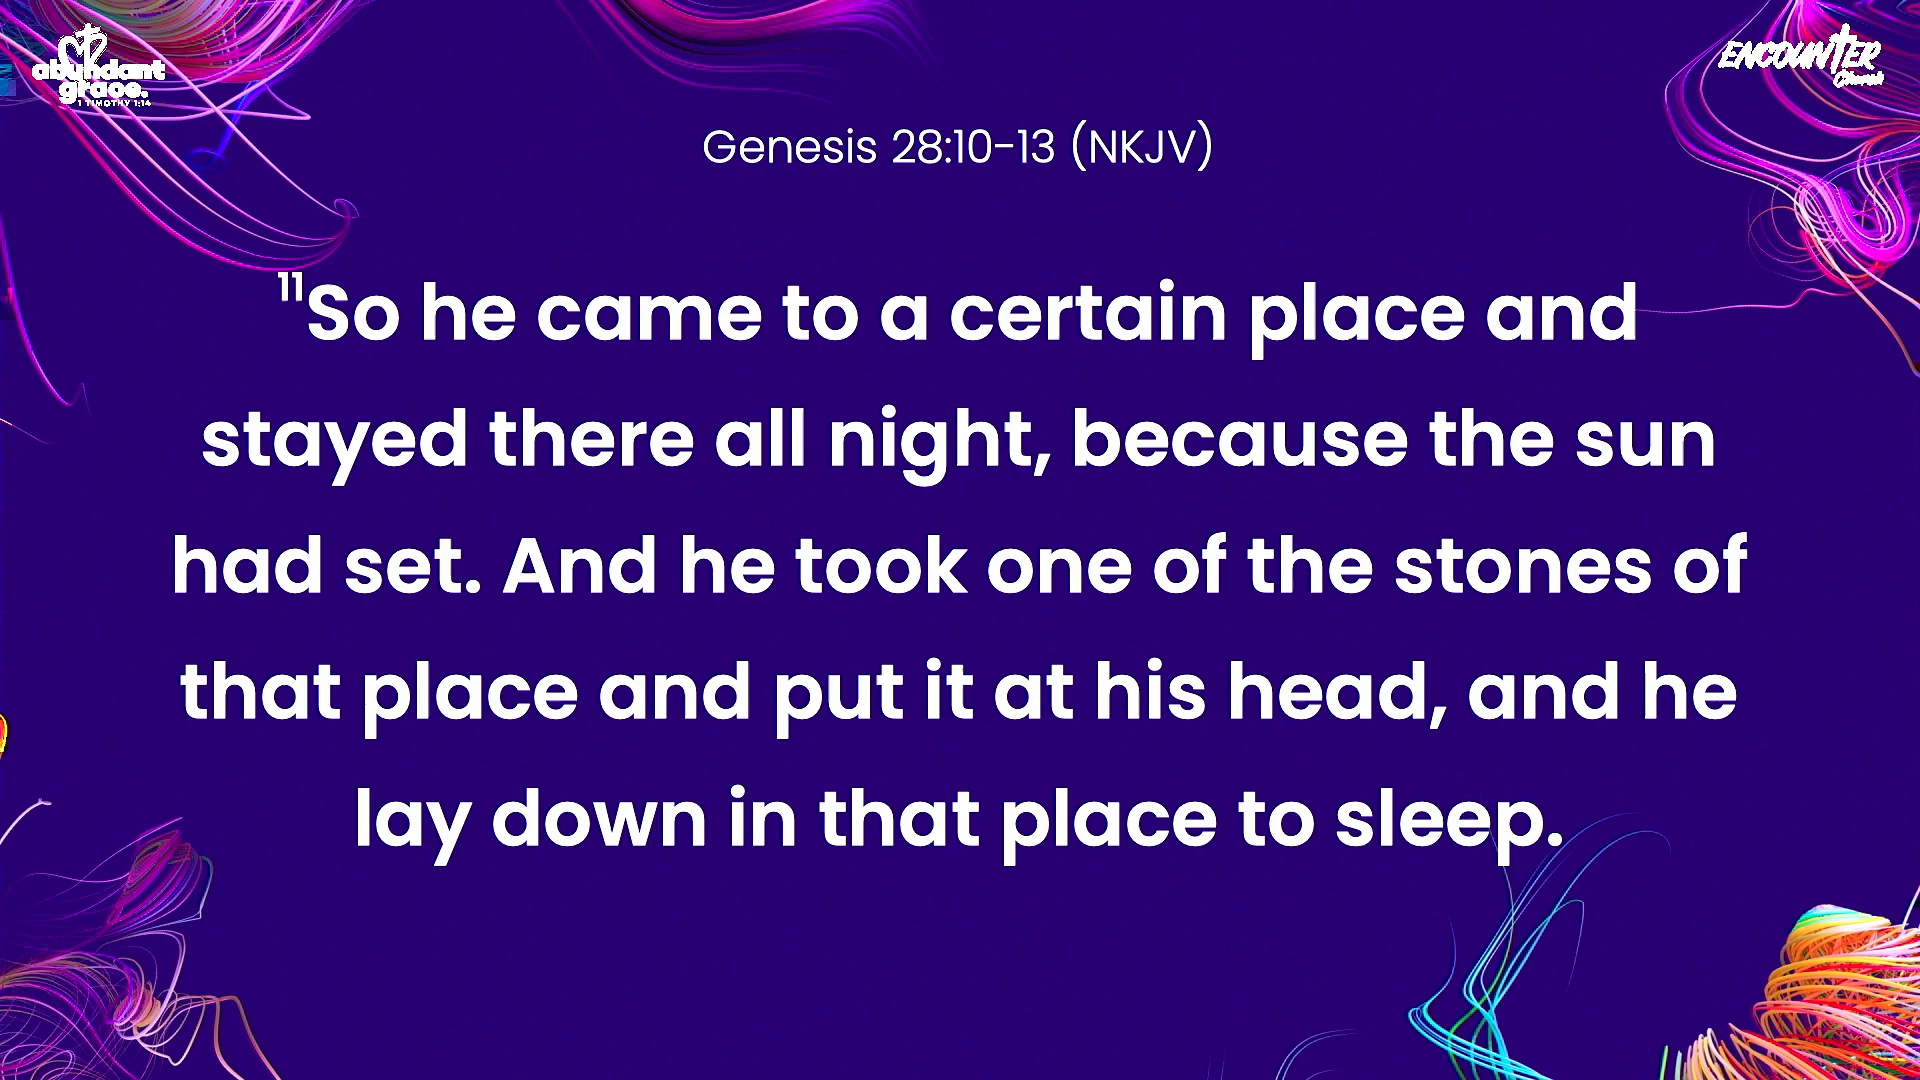 abundant
grace.
1 TIMOTHY 1:14
ENCOUNTER
Church
Genesis 28:10-13 (NKJV)
11So he came to a certain place and
stayed there all night, because the sun
had set. And he took one of the stones of
that place and put it at his head, and he
lay down in that place to sleep.